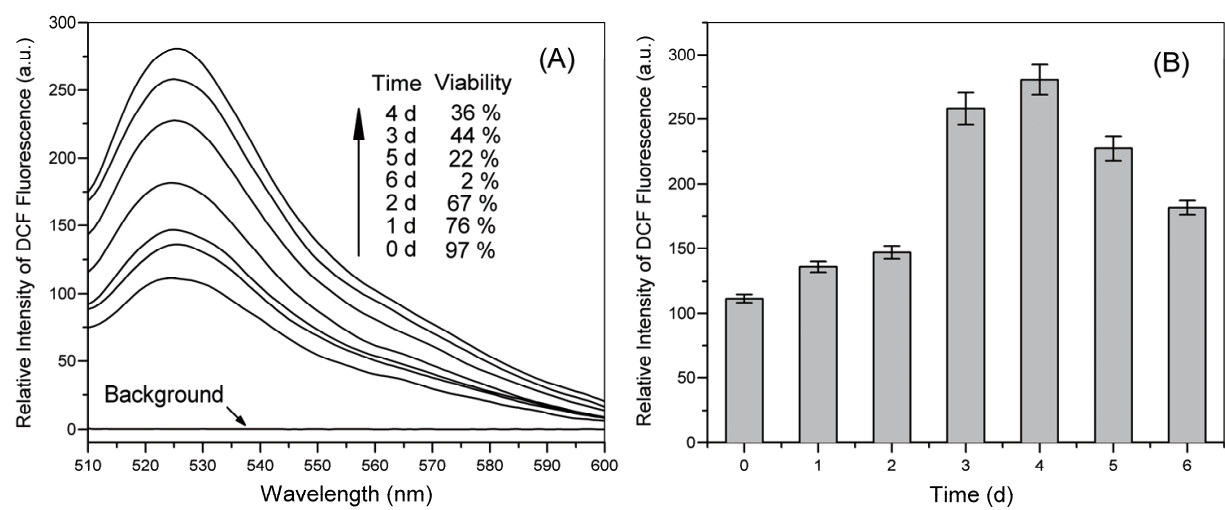 Relative Intensity of DCF Fluorescence (a.u.)
300
250
200
150
100
50
0
(A)
Time Viability
4 d 36 %
3 d 44 %
5 d 22 %
6 d 2 %
2 d 67 %
1 d 76 %
0 d 97 %
Background
510 520 530 540 550 560 570 580 590 600
Wavelength (nm)
Relative Intensity of DCF Fluorescence (a.u.)
300
250
200
150
100
50
0
(B)
0 1 2 3 4 5 6
Time (d)